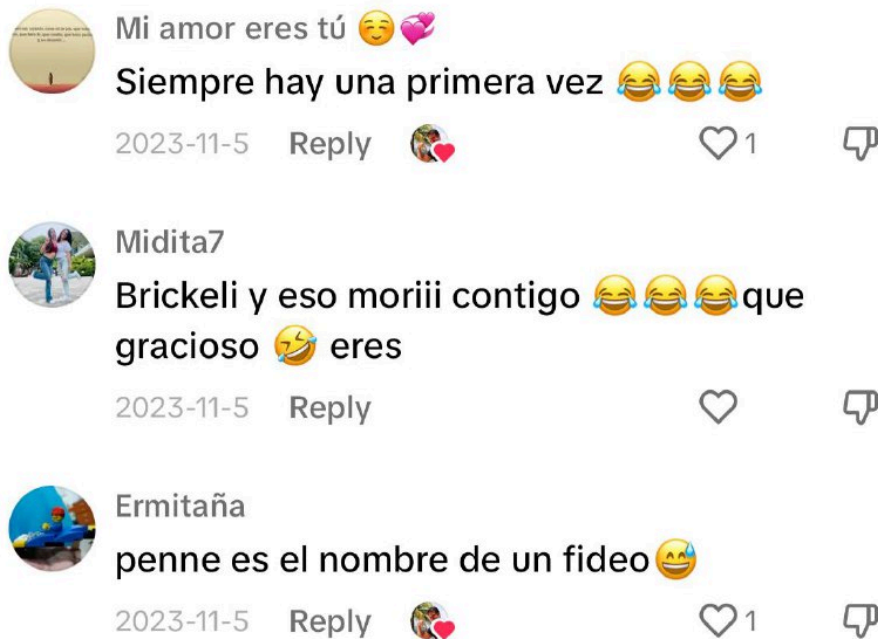 Mi amor eres tú ☺️💞
Siempre hay una primera vez 😂😂😂
2023-11-5 Reply 1
Midita7
Brickeli y eso moriii contigo 😂😂😂que
gracioso 🤣 eres
2023-11-5 Reply
Ermitaña
penne es el nombre de un fideo😅
2023-11-5 Reply 1